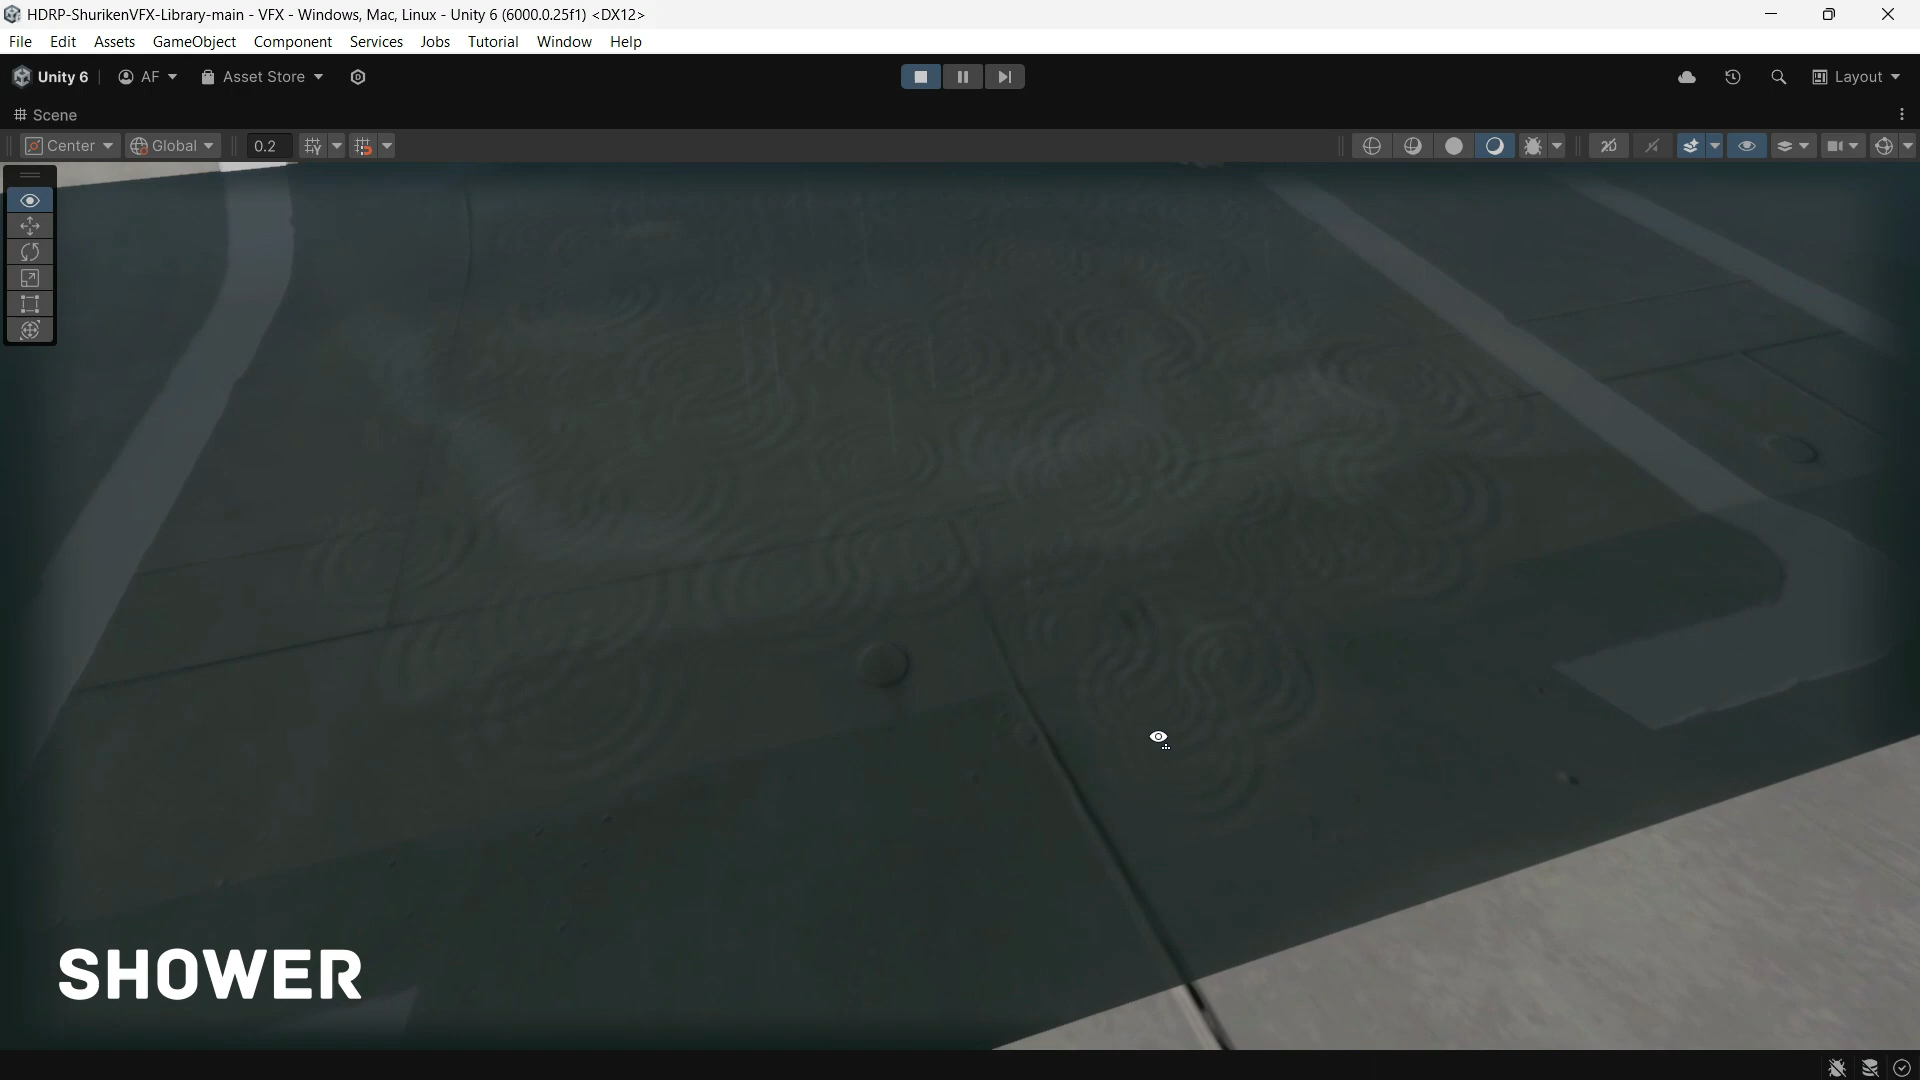 HDRP-ShurikenVFX-Library-main - VFX - Windows, Mac, Linux - Unity 6 (6000.0.25f1) <DX12>
File Edit Assets GameObject Component Services Jobs Tutorial Window Help
Unity 6 AF Asset Store Layout
Scene
Center Global 0.2 2D
SHOWER